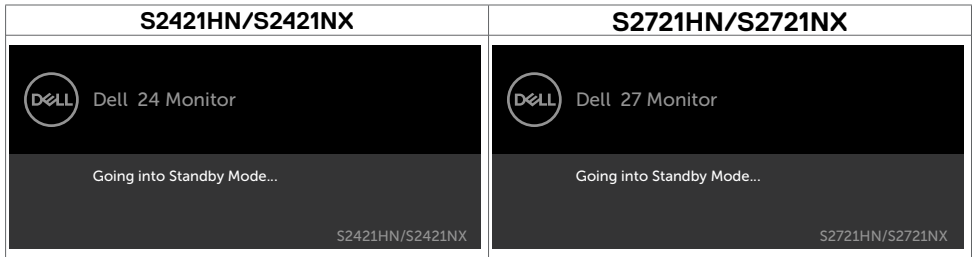 S2421HN/S2421NX
S2721HN/S2721NX
DELL
Dell 24 Monitor
Going into Standby Mode...
S2421HN/S2421NX
DELL
Dell 27 Monitor
Going into Standby Mode...
S2721HN/S2721NX